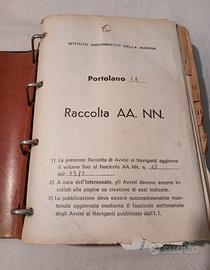 ISTITUTO IDROGRAFICO DELLA MARINA
Portolano 1A
Raccolta AA. NN.
1) La presente Raccolta di Avvisi ai Naviganti aggiorna
il volume fino al fascicolo AA. NN. n. 15
del
2) A cura dell'interessato, gli Avvisi devono essere in-
collati alle pagine su ciascuno di essi indicate.
3) La pubblicazione deve essere successivamente man-
tenuta aggiornata mediante il fascicolo settimanale
degli Avvisi ai Naviganti pubblicato dall'I.I.
subito